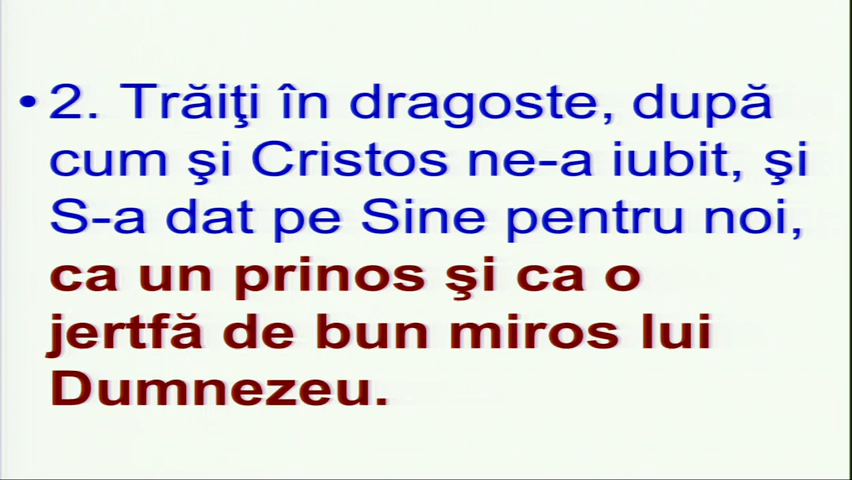 • 2. Trăiţi în dragoste, după
cum şi Cristos ne-a iubit, şi
S-a dat pe Sine pentru noi,
ca un prinos şi ca o
jertfă de bun miros lui
Dumnezeu.